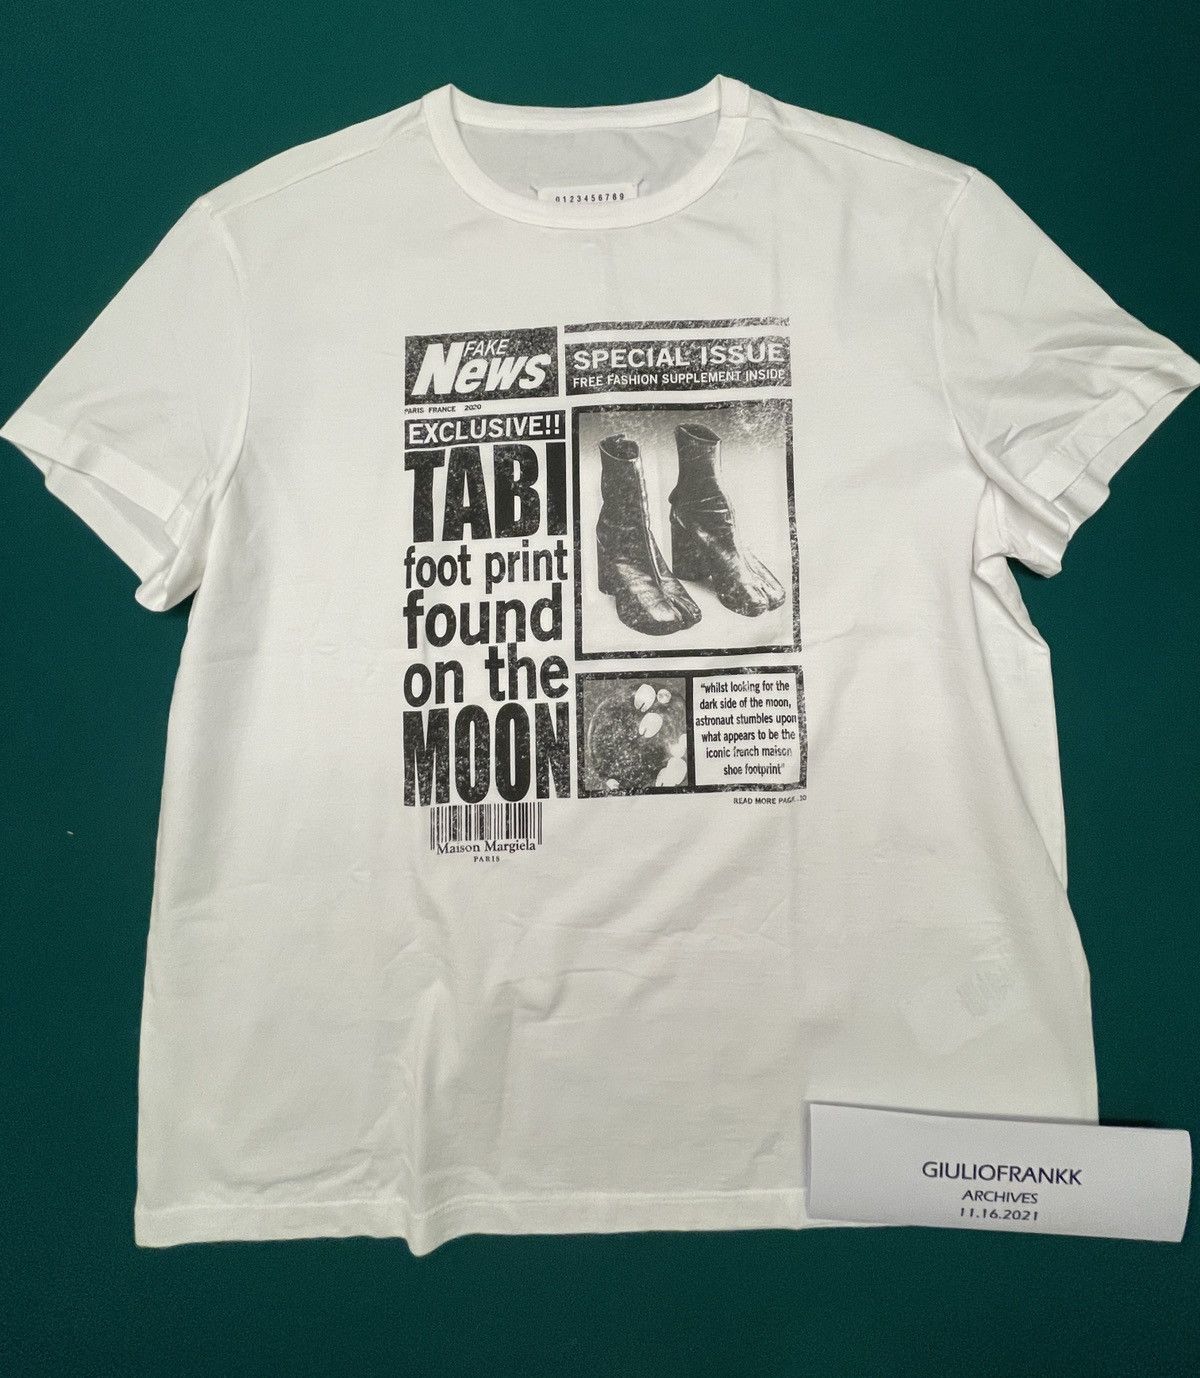 0123456789
FAKE
News
SPECIAL ISSUE
FREE FASHION SUPPLEMENT INSIDE
PARIS FRANCE 2020
EXCLUSIVE!!
TABI
foot print
found
on the
MOON
"whilst looking for the
dark side of the moon,
astronaut stumbles upon
what appears to be the
iconic french maison
shoe footprint"
READ MORE PAGE
Maison Margiela
PARIS
GIULIOFRANKK
ARCHIVES
11.16.2021